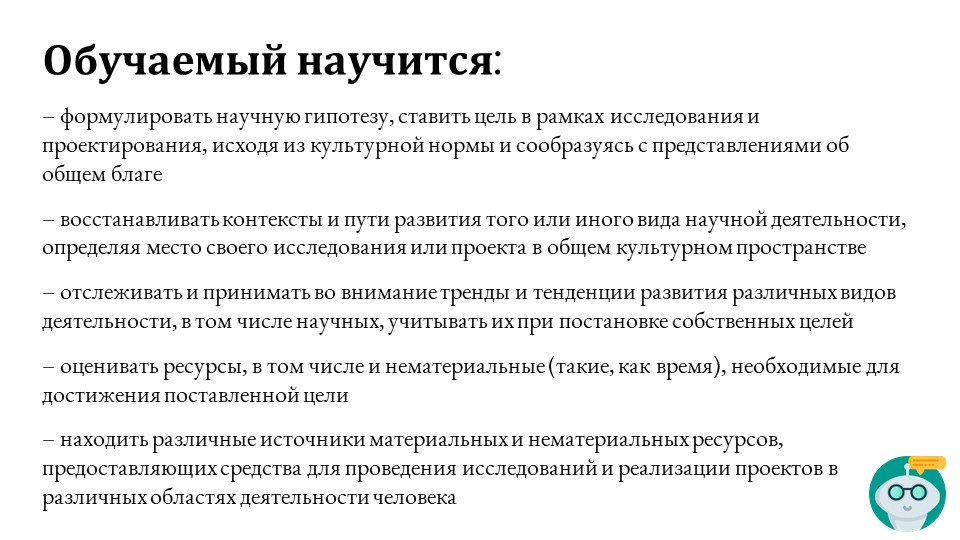 Обучаемый научится:
– формулировать научную гипотезу, ставить цель в рамках исследования и
проектирования, исходя из культурной нормы и сообразуясь с представлениями об
общем благе
– восстанавливать контексты и пути развития того или иного вида научной деятельности,
определяя место своего исследования или проекта в общем культурном пространстве
– отслеживать и принимать во внимание тренды и тенденции развития различных видов
деятельности, в том числе научных, учитывать их при постановке собственных целей
– оценивать ресурсы, в том числе и нематериальные (такие, как время), необходимые для
достижения поставленной цели
– находить различные источники материальных и нематериальных ресурсов,
предоставляющих средства для проведения исследований и реализации проектов в
различных областях деятельности человека